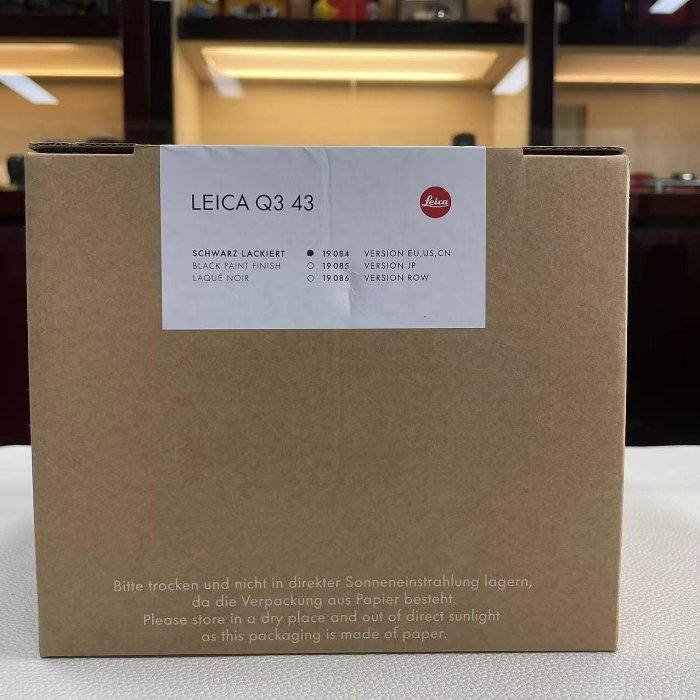 LEICA Q3 43
Leica
SCHWARZ LACKIERT 19084 VERSION EU,US,CN
BLACK PAINT FINISH 19085 VERSION JP
LAQUÉ NOIR 19086 VERSION ROW
Bitte trocken und nicht in direkter Sonneneinstrahlung lagern,
da die Verpackung aus Papier besteht.
Please store in a dry place and out of direct sunlight
as this packaging is made of paper.